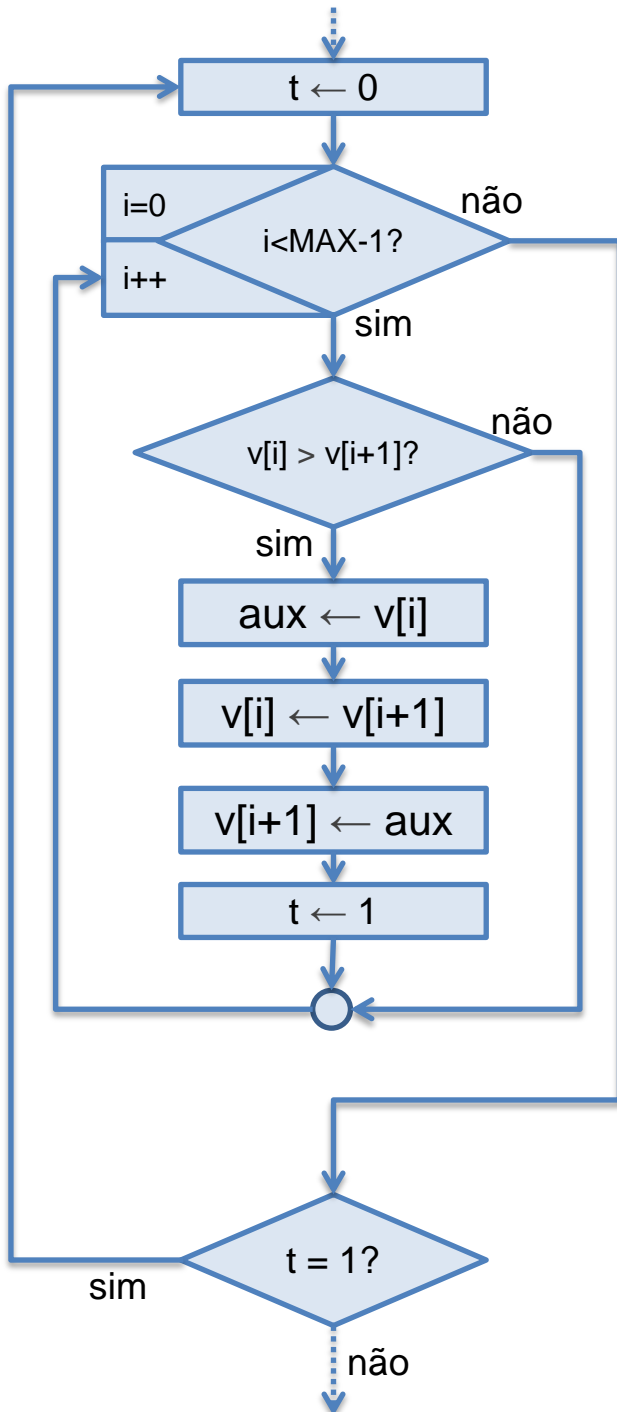 t ← 0
i=0
não
i<MAX-1?
i++
sim
não
v[i] > v[i+1]?
sim
aux ← v[i]
v[i] ← v[i+1]
v[i+1] ← aux
t ← 1
t = 1?
sim
não